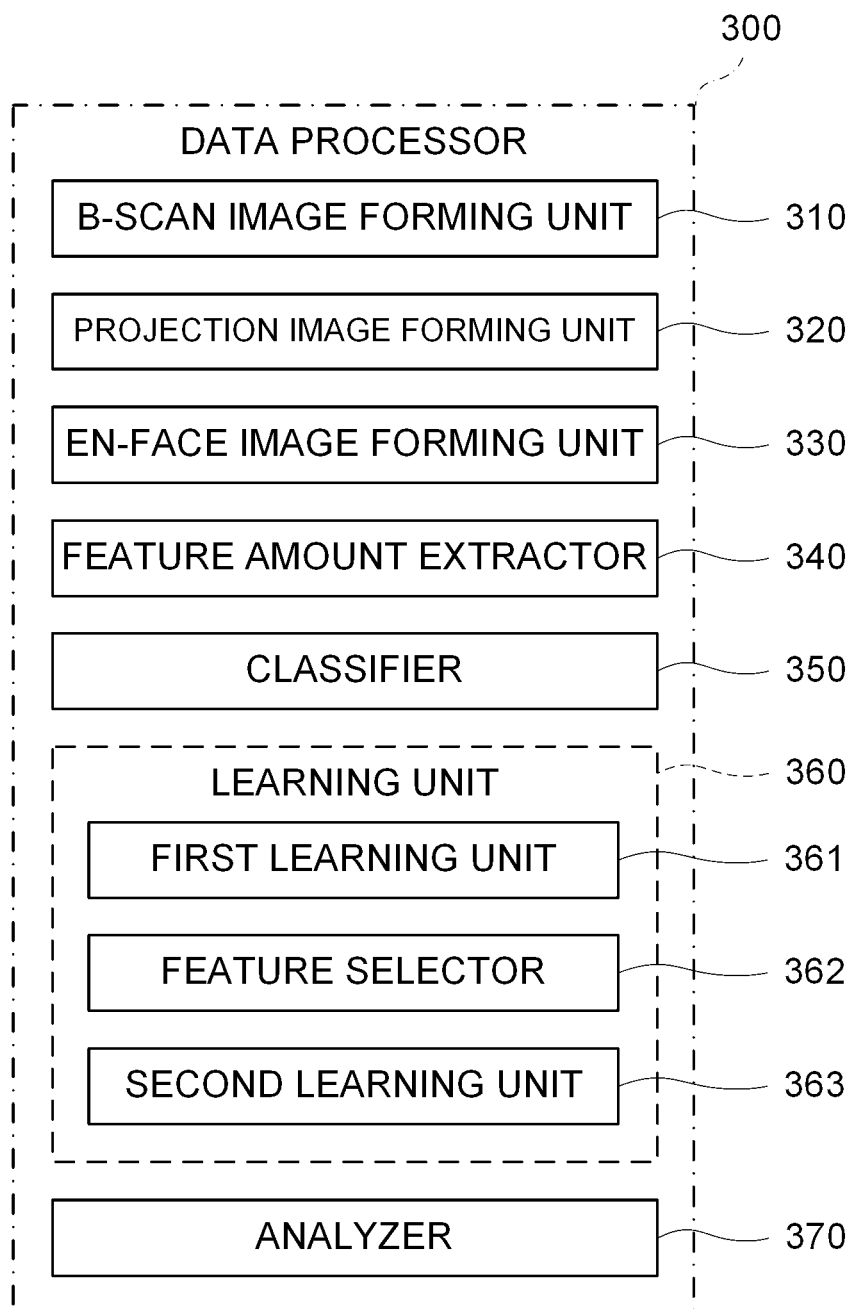 300
DATA PROCESSOR
B-SCAN IMAGE FORMING UNIT 310
PROJECTION IMAGE FORMING UNIT 320
EN-FACE IMAGE FORMING UNIT 330
FEATURE AMOUNT EXTRACTOR 340
CLASSIFIER 350
LEARNING UNIT 360
FIRST LEARNING UNIT 361
FEATURE SELECTOR 362
SECOND LEARNING UNIT 363
ANALYZER 370